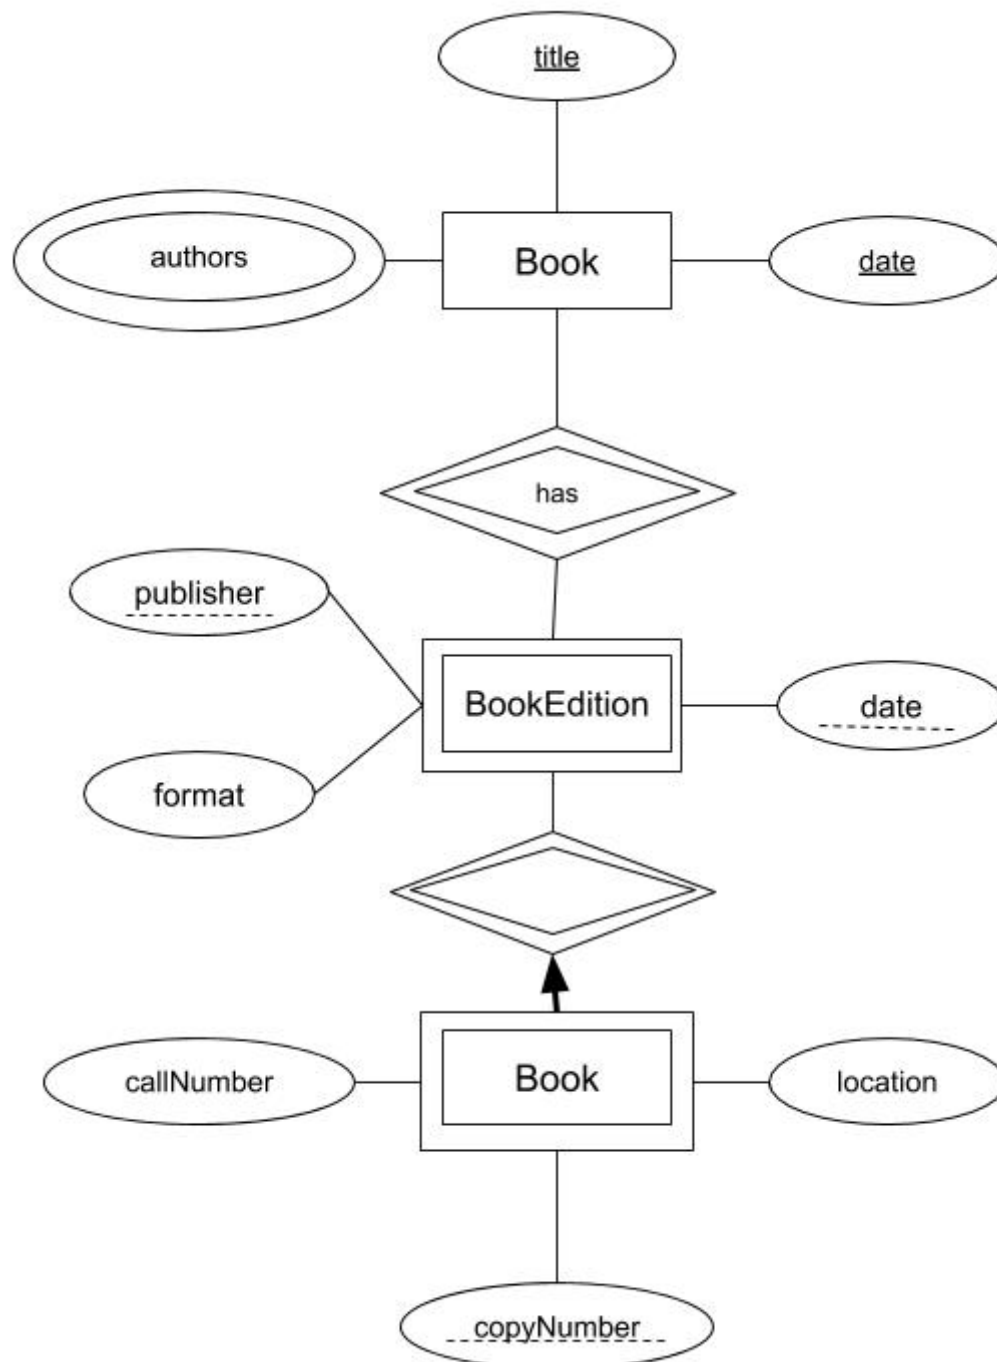 title
authors
Book
date
has
publisher
BookEdition
date
format
callNumber
Book
location
copyNumber